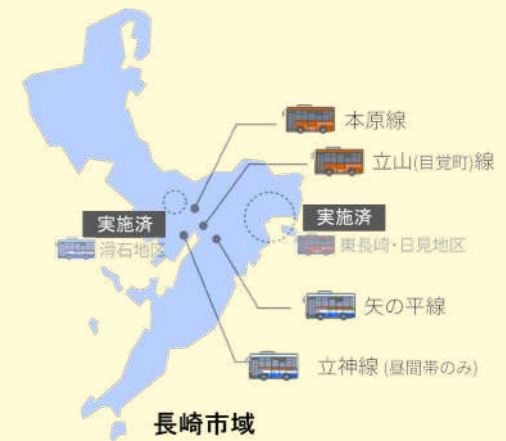 本原線
立山(目覚町)線
実施済
滑石地区
実施済
東長崎・日見地区
矢の平線
立神線(昼間帯のみ)
長崎市域